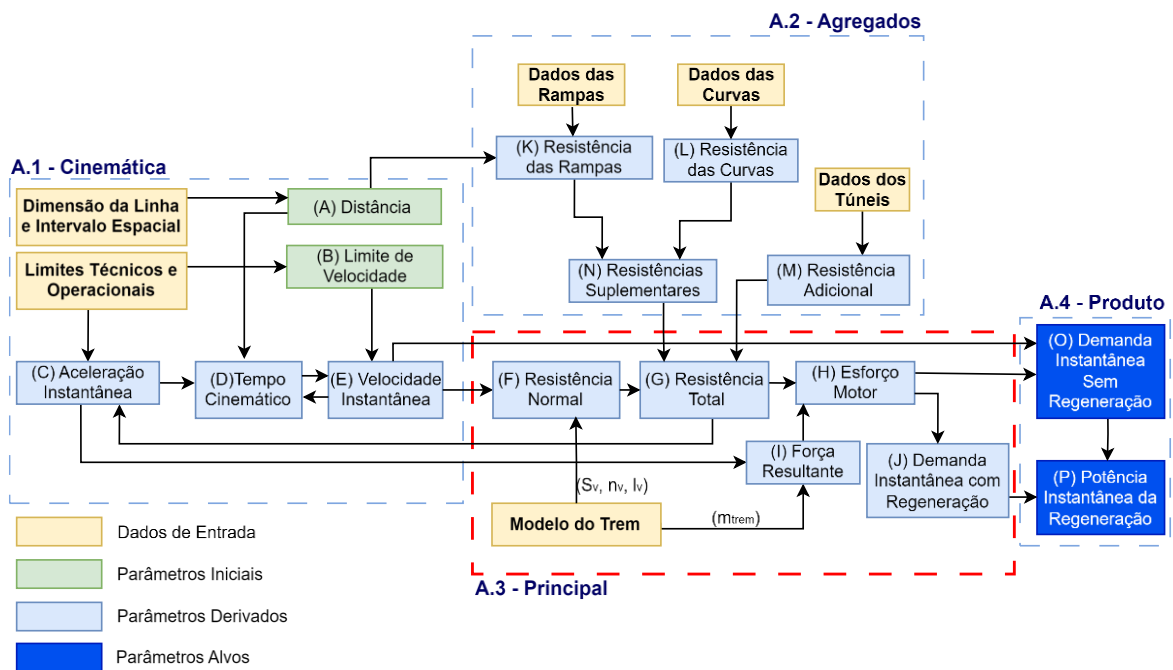 A.2 - Agregados
Dados das
Rampas
Dados das
Curvas
(K) Resistência
das Rampas
(L) Resistência
das Curvas
A.1 - Cinemática
Dados dos
Túneis
Dimensão da Linha
e Intervalo Espacial
(A) Distância
Limites Técnicos e
Operacionais
(B) Limite de
Velocidade
(N) Resistências
Suplementares
(M) Resistência
Adicional
A.4 - Produto
(C) Aceleração
Instantânea
(D)Tempo
Cinemático
(E) Velocidade
Instantânea
(F) Resistência
Normal
(G) Resistência
Total
(H) Esforço
Motor
(O) Demanda
Instantânea
Sem
Regeneração
(I) Força
Resultante
(J) Demanda
Instantânea com
Regeneração
(P) Potência
Instantânea da
Regeneração
(Sv, nv, lv)
Modelo do Trem
(mtrem)
A.3 - Principal
Dados de Entrada
Parâmetros Iniciais
Parâmetros Derivados
Parâmetros Alvos